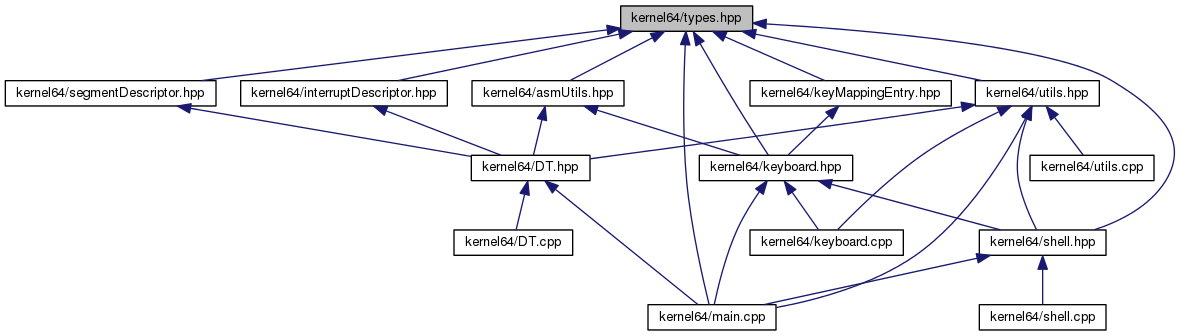 kernel64/types.hpp
kernel64/segmentDescriptor.hpp
kernel64/interruptDescriptor.hpp
kernel64/asmUtils.hpp
kernel64/keyMappingEntry.hpp
kernel64/utils.hpp
kernel64/DT.hpp
kernel64/keyboard.hpp
kernel64/utils.cpp
kernel64/DT.cpp
kernel64/keyboard.cpp
kernel64/shell.hpp
kernel64/main.cpp
kernel64/shell.cpp